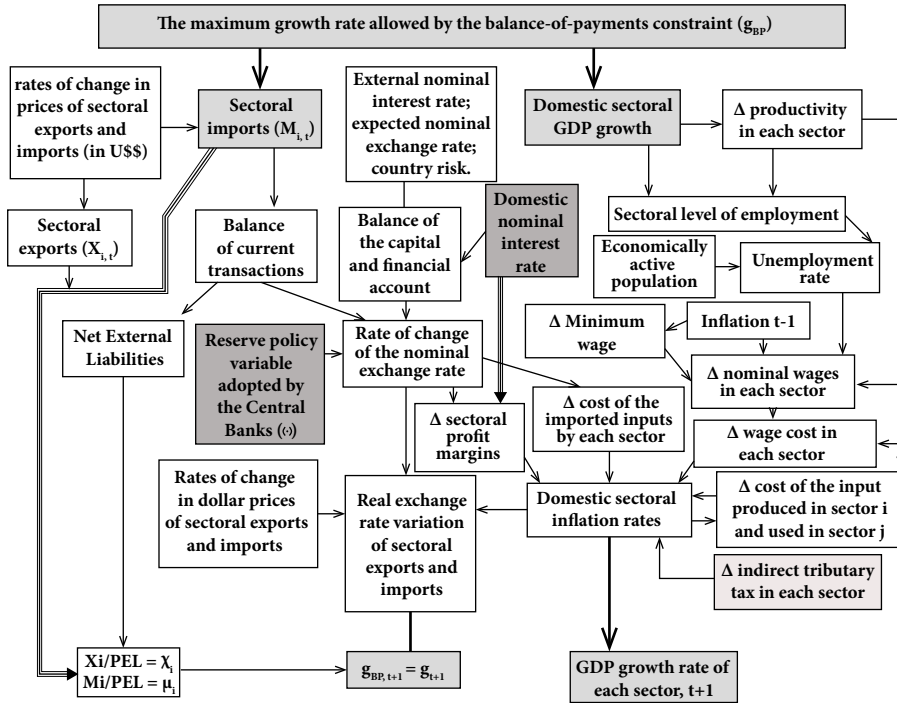 The maximum growth rate allowed by the balance-of-payments constraint (gBP)
rates of change in
prices of sectoral
exports and
imports (in U$$)
Sectoral
imports (Mi, t)
External nominal
interest rate;
expected nominal
exchange rate;
country risk.
Domestic sectoral
GDP growth
Δ productivity
in each sector
Sectoral
exports (Xi, t)
Balance
of current
transactions
Balance of
the capital
and financial
account
Domestic
nominal
interest
rate
Sectoral level of employment
Economically
active
population
Unemployment
rate
Net External
Liabilities
Reserve policy
variable
adopted by
the Central
Banks (·)
Rate of change
of the nominal
exchange rate
Δ Minimum
wage
Inflation t-1
Δ nominal wages
in each sector
Δ sectoral
profit
margins
Δ cost of the
imported inputs
by each sector
Δ wage cost in
each sector
Rates of change
in dollar prices
of sectoral exports
and imports
Real exchange
rate variation
of sectoral
exports and
imports
Domestic sectoral
inflation rates
Δ cost of the input
produced in sector i
and used in sector j
Δ indirect tributary
tax in each sector
Xi/PEL = χi
Mi/PEL = μi
gBP, t+1 = gt+1
GDP growth rate of
each sector, t+1